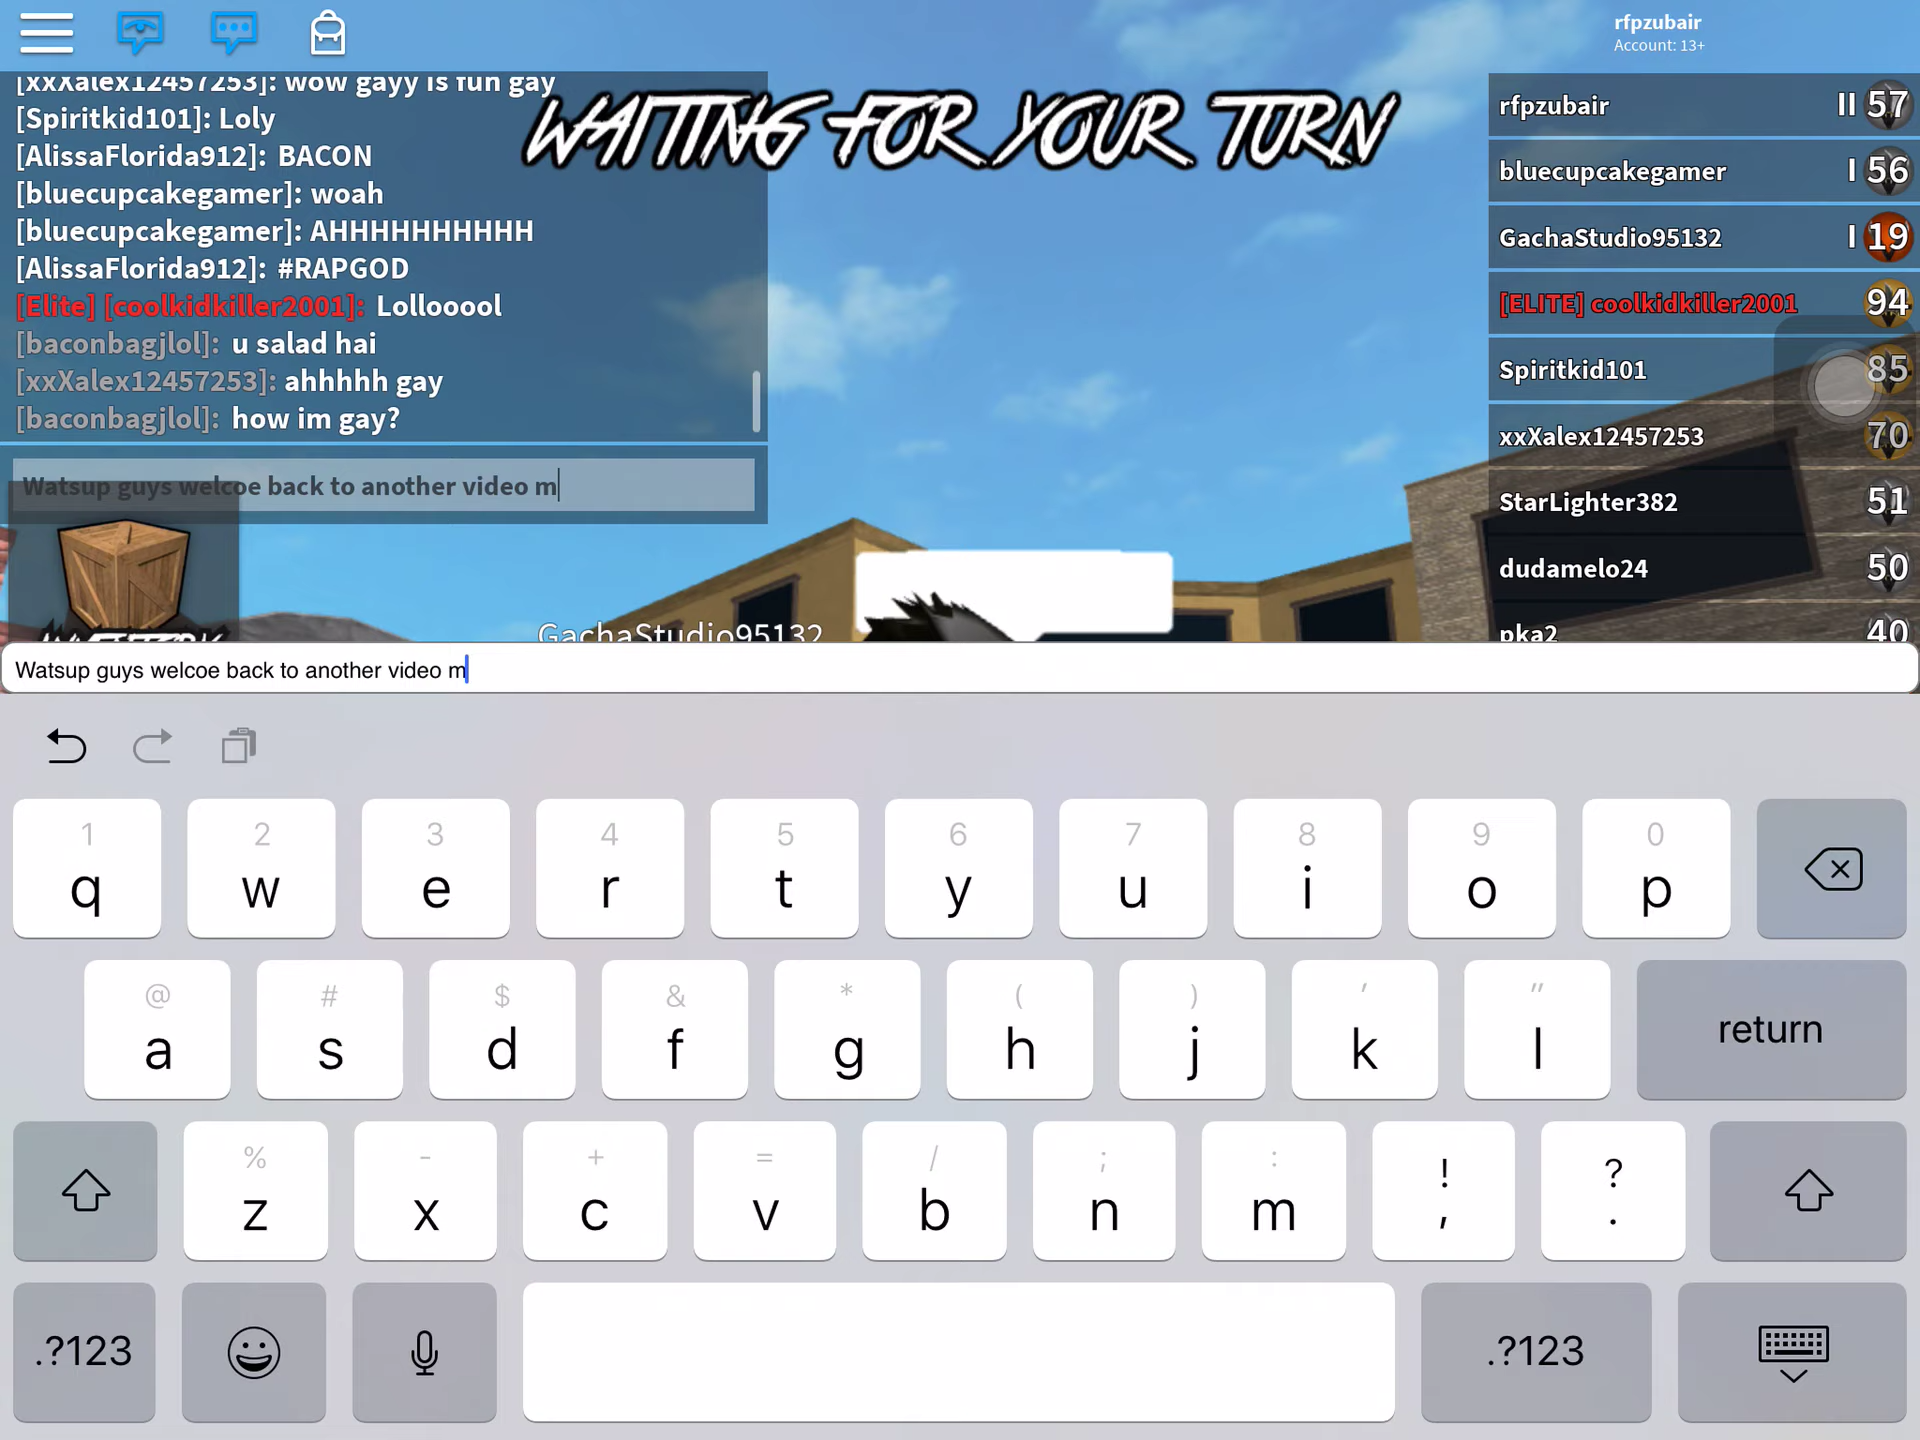 rfpzubair
Account: 13+
[xxXalex12457253]: wow gayy is fun gay
[Spiritkid101]: Loly
[AlissaFlorida912]: BACON
[bluecupcakegamer]: woah
[bluecupcakegamer]: AHHHHHHHHHH
[AlissaFlorida912]: #RAPGOD
[Elite] [coolkidkiller2001]: Lollooool
[baconbagjlol]: u salad hai
[xxXalex12457253]: ahhhhh gay
[baconbagjlol]: how im gay?
Watsup guys welcoe back to another video m
WAITING FOR YOUR TURN
rfpzubair II 57
bluecupcakegamer I 56
GachaStudio95132 I 19
[ELITE] coolkidkiller2001 94
Spiritkid101 85
xxXalex12457253 70
StarLighter382 51
dudamelo24 50
pka2 40
INVENTORY
GachaStudio95132
Watsup guys welcoe back to another video m
1 2 3 4 5 6 7 8 9 0
q w e r t y u i o p
@ # $ & * ( ) ' "
a s d f g h j k l return
% - + = / ; : ! ?
z x c v b n m , .
.?123 .?123